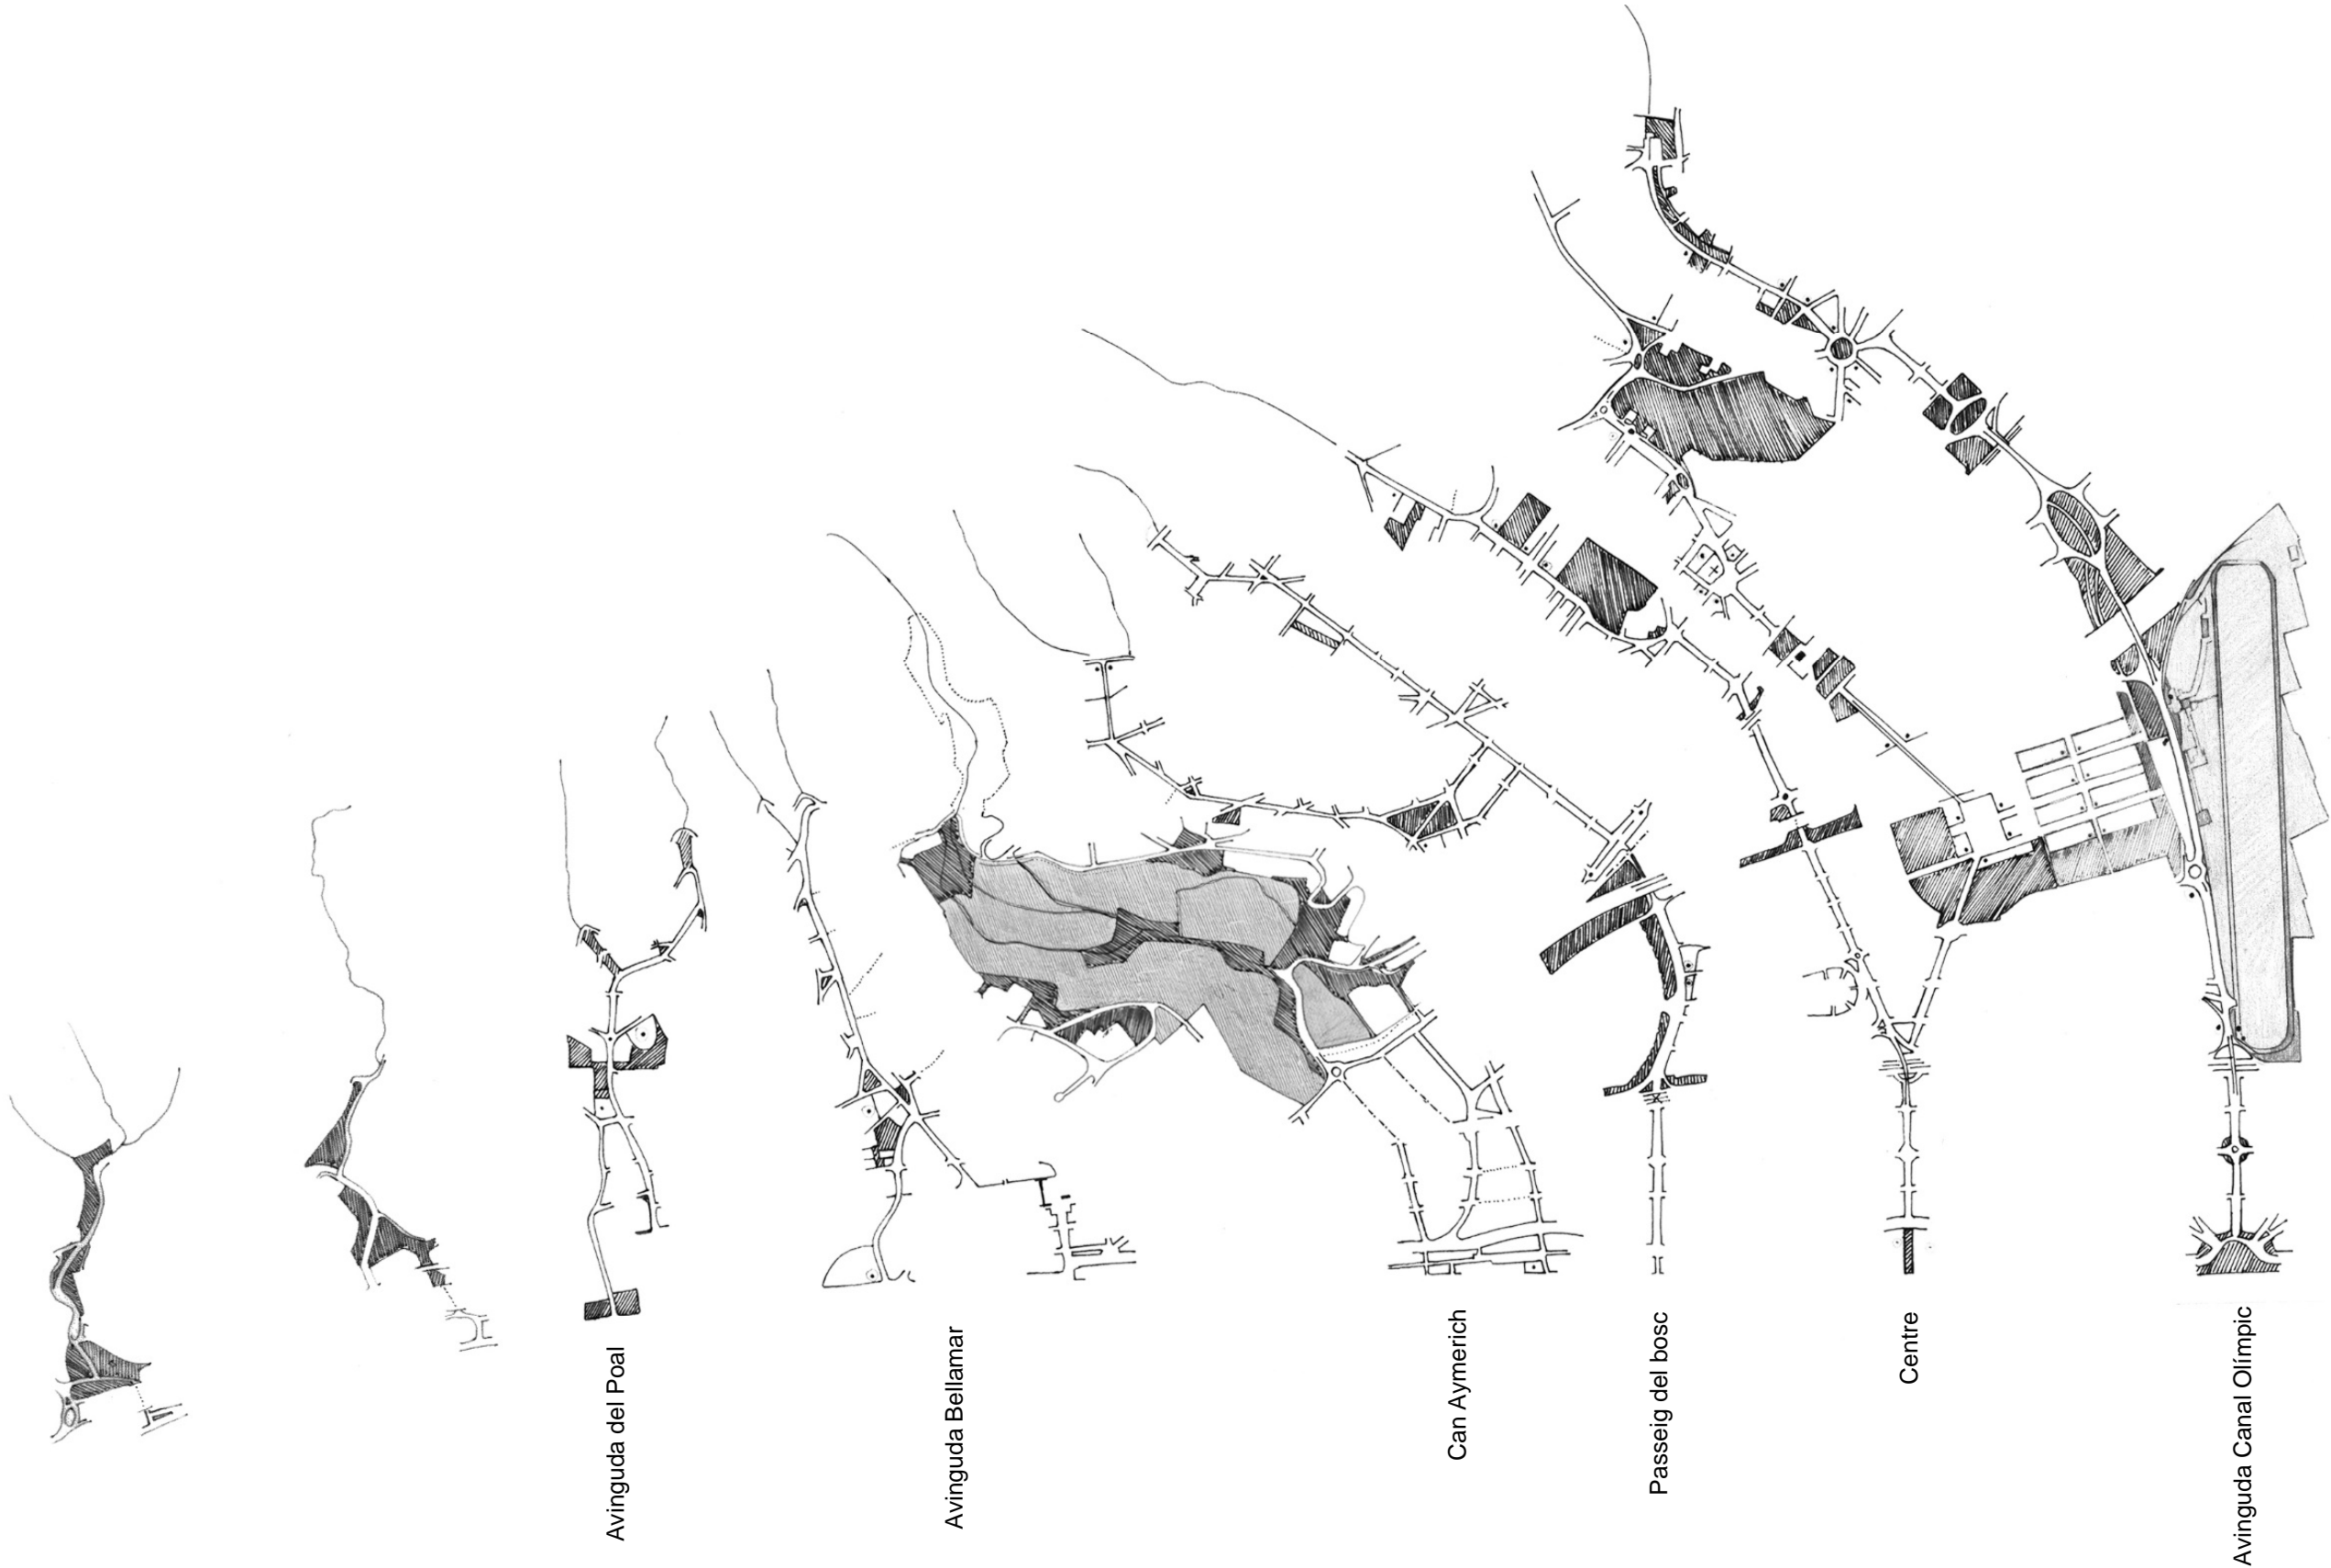 Avinguda del Poal
Avinguda Bellamar
Can Aymerich
Passeig del bosc
Centre
Avinguda Canal Olímpic